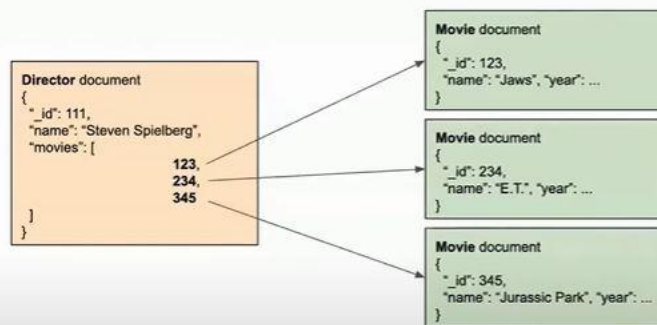 Director document
{
"_id": 111,
"name": "Steven Spielberg",
"movies": [
123,
234,
345
]
}
Movie document
{
"_id": 123,
"name": "Jaws", "year": ...
}
Movie document
{
"_id": 234,
"name": "E.T.", "year": ...
}
Movie document
{
"_id": 345,
"name": "Jurassic Park", "year": ...
}